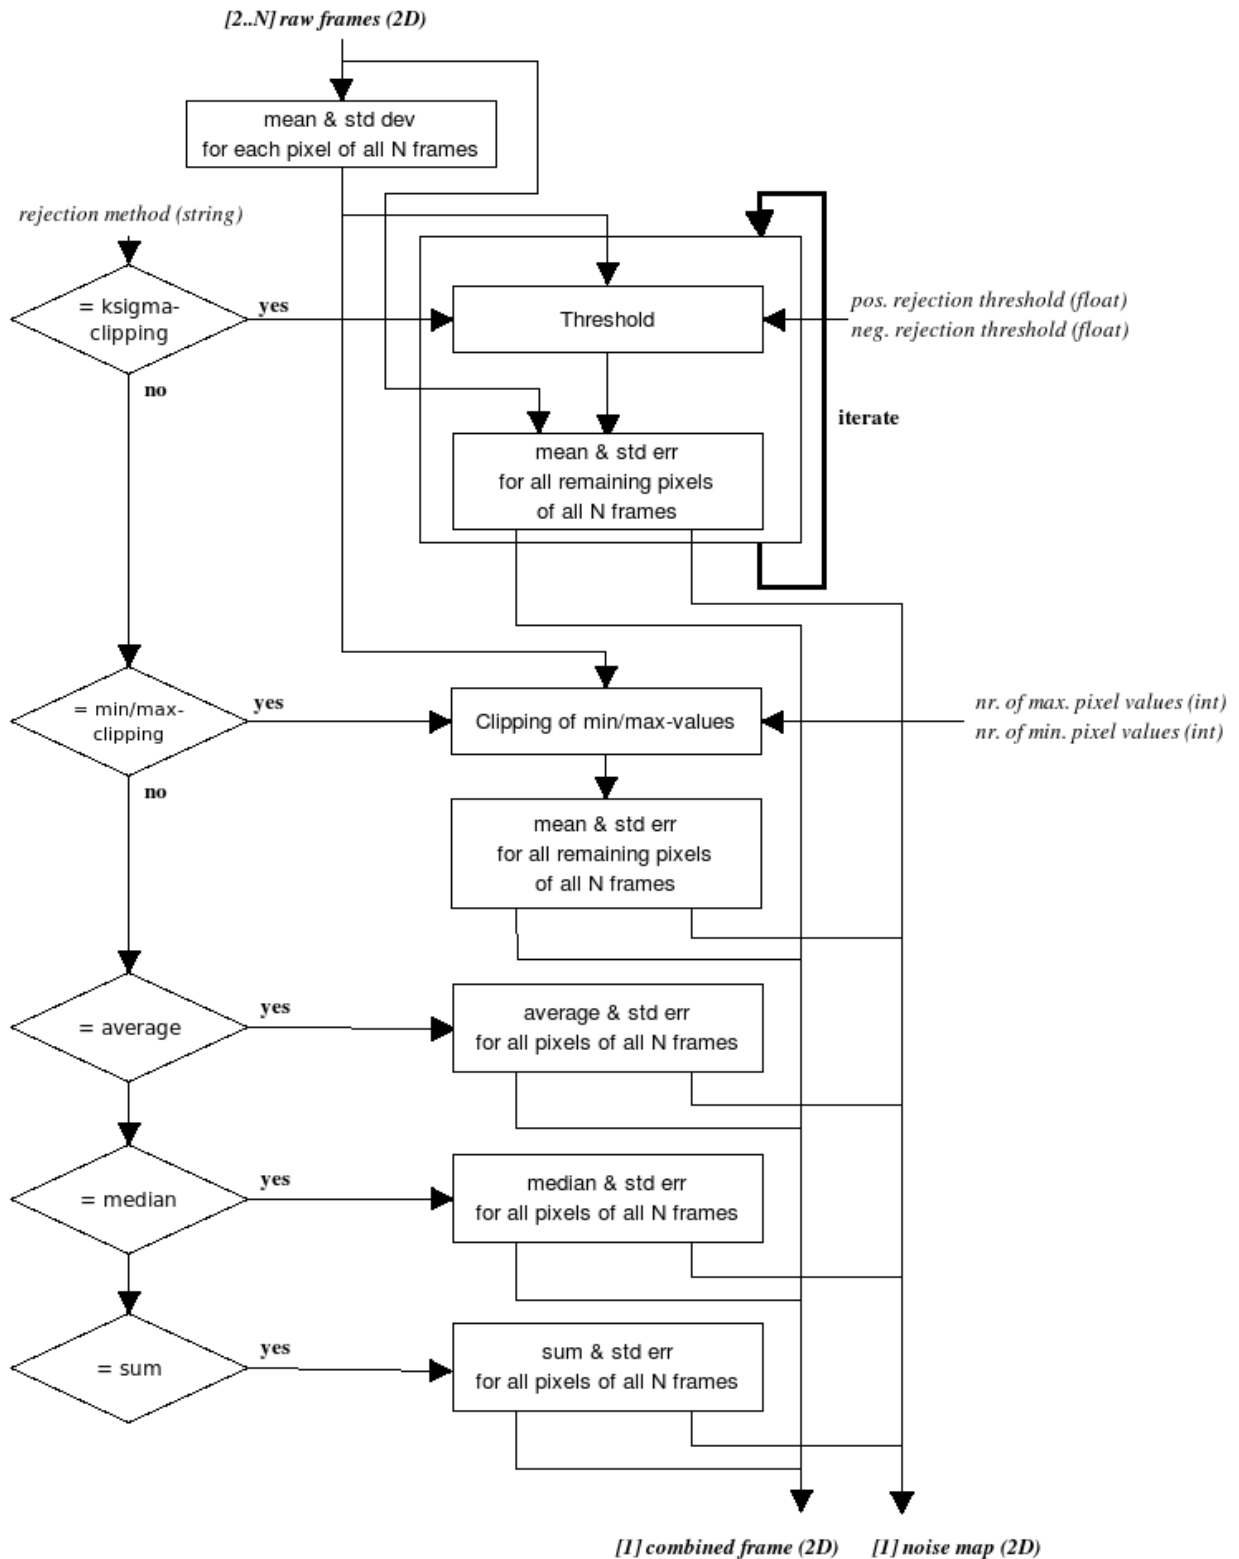 [2..N] raw frames (2D)
mean & std dev
for each pixel of all N frames
rejection method (string)
= ksigma-
clipping
yes
no
Threshold
pos. rejection threshold (float)
neg. rejection threshold (float)
iterate
mean & std err
for all remaining pixels
of all N frames
= min/max-
clipping
yes
no
Clipping of min/max-values
nr. of max. pixel values (int)
nr. of min. pixel values (int)
mean & std err
for all remaining pixels
of all N frames
= average
yes
average & std err
for all pixels of all N frames
= median
yes
median & std err
for all pixels of all N frames
= sum
yes
sum & std err
for all pixels of all N frames
[1] combined frame (2D)
[1] noise map (2D)